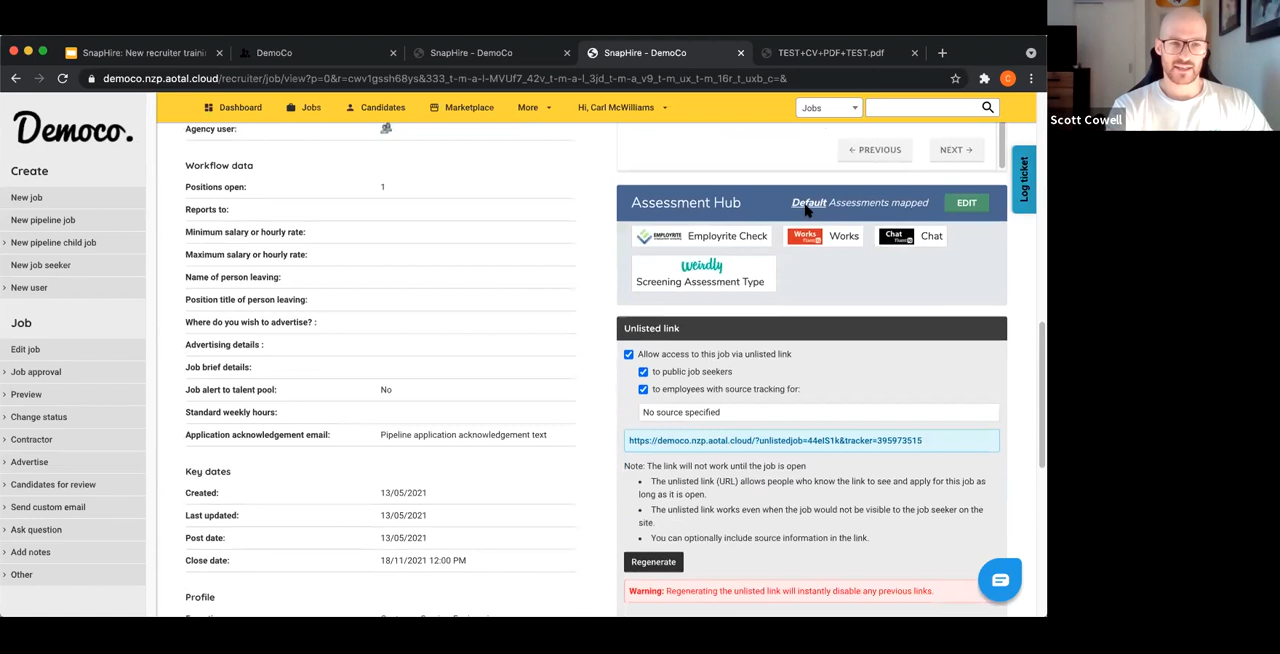 SnapHire: New recruiter traini
DemoCo
SnapHire - DemoCo
SnapHire - DemoCo
TEST+CV+PDF+TEST.pdf
democo.nzp.aotal.cloud/recruiter/job/view?p=0&r=cwv1gssh68ys&333_t-m-a-l-MVUf7_42v_t-m-a-l_3jd_t-m-a_v9_t-m_ux_t-m_16r_t_uxb_c=&
C
Scott Cowell
Democo.
Dashboard
Jobs
Candidates
Marketplace
More
Hi, Carl McWilliams
Jobs
Create
New job
New pipeline job
New pipeline child job
New job seeker
New user
Job
Edit job
Job approval
Preview
Change status
Contractor
Advertise
Candidates for review
Send custom email
Ask question
Add notes
Other
Agency user:
Workflow data
Positions open: 1
Reports to:
Minimum salary or hourly rate:
Maximum salary or hourly rate:
Name of person leaving:
Position title of person leaving:
Where do you wish to advertise? :
Advertising details :
Job brief details:
Job alert to talent pool: No
Standard weekly hours:
Application acknowledgement email: Pipeline application acknowledgement text
Key dates
Created: 13/05/2021
Last updated: 13/05/2021
Post date: 13/05/2021
Close date: 18/11/2021 12:00 PM
Profile
← PREVIOUS
NEXT →
Log ticket
Assessment Hub
Default Assessments mapped
EDIT
EMPLOYRITE
Employrite Check
Works
Works
Chat
Chat
weirdly
Screening Assessment Type
Unlisted link
Allow access to this job via unlisted link
to public job seekers
to employees with source tracking for:
No source specified
https://democo.nzp.aotal.cloud/?unlistedjob=44eIS1k&tracker=395973515
Note: The link will not work until the job is open
• The unlisted link (URL) allows people who know the link to see and apply for this job as
long as it is open.
• The unlisted link works even when the job would not be visible to the job seeker on the
site.
• You can optionally include source information in the link.
Regenerate
Warning: Regenerating the unlisted link will instantly disable any previous links.